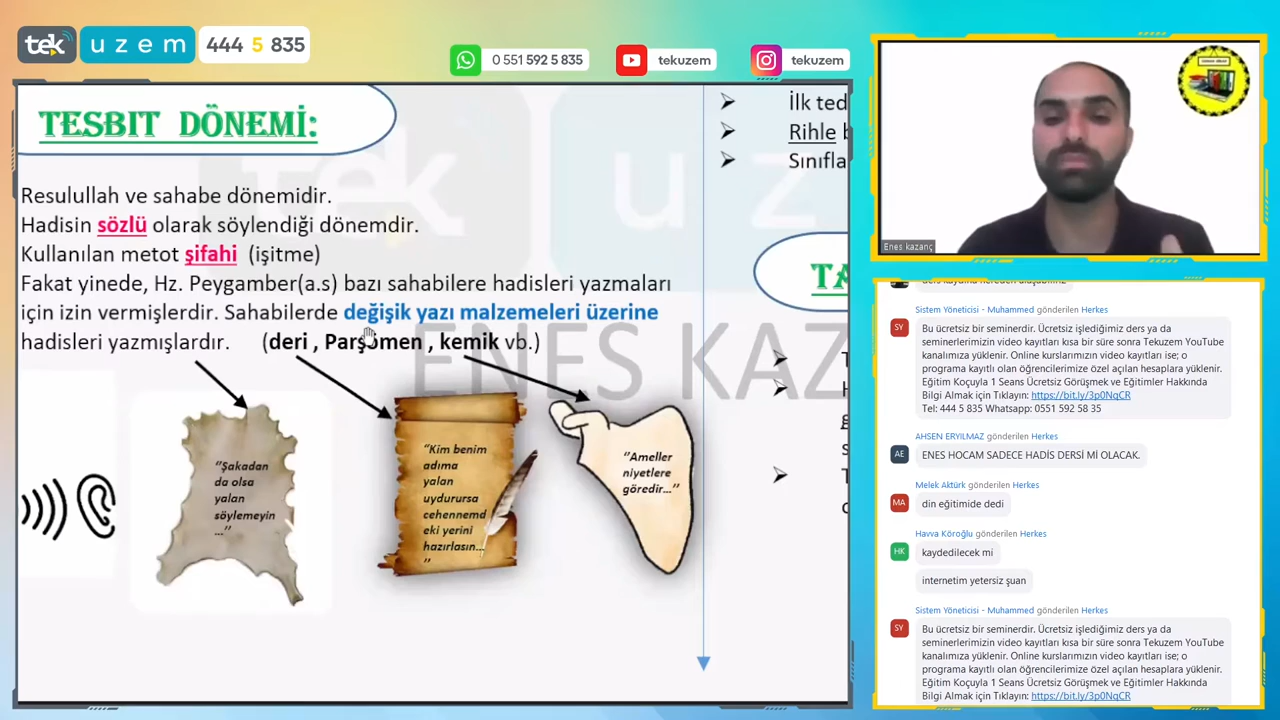 tek
uzem
444 5 835
0 551 592 5 835
tekuzem
tekuzem
TESBIT DÖNEMİ:
Resulullah ve sahabe dönemidir.
Hadisin sözlü olarak söylendiği dönemdir.
Kullanılan metot şifahi (işitme)
Fakat yinede, Hz. Peygamber(a.s) bazı sahabilere hadisleri yazmaları
için izin vermişlerdir. Sahabilerde değişik yazı malzemeleri üzerine
hadisleri yazmışlardır. (deri , Parşomen , kemik vb.)
"Şakadan
da olsa
yalan
söylemeyin
..."
"Kim benim
adıma
yalan
uydurursa
cehennemd
eki yerini
hazırlasın...
"
"Ameller
niyetlere
göredir..."
İlk ted
Rihle b
Sınıfla
TA
ENES KAZ
Enes kazanç
Sistem Yöneticisi - Muhammed gönderilen Herkes
SY
Bu ücretsiz bir seminerdir. Ücretsiz işlediğimiz ders ya da
seminerlerimizin video kayıtları kısa bir süre sonra Tekuzem YouTube
kanalımıza yüklenir. Online kurslarımızın video kayıtları ise; o
programa kayıtlı olan öğrencilerimize özel açılan hesaplara yüklenir.
Eğitim Koçuyla 1 Seans Ücretsiz Görüşmek ve Eğitimler Hakkında
Bilgi Almak için Tıklayın: https://bit.ly/3p0NqCR
Tel: 444 5 835 Whatsapp: 0551 592 58 35
AHSEN ERYILMAZ gönderilen Herkes
AE
ENES HOCAM SADECE HADİS DERSİ Mİ OLACAK.
Melek Aktürk gönderilen Herkes
MA
din eğitimide dedi
Havva Köroğlu gönderilen Herkes
HK
kaydedilecek mi
internetim yetersiz şuan
Sistem Yöneticisi - Muhammed gönderilen Herkes
SY
Bu ücretsiz bir seminerdir. Ücretsiz işlediğimiz ders ya da
seminerlerimizin video kayıtları kısa bir süre sonra Tekuzem YouTube
kanalımıza yüklenir. Online kurslarımızın video kayıtları ise; o
programa kayıtlı olan öğrencilerimize özel açılan hesaplara yüklenir.
Eğitim Koçuyla 1 Seans Ücretsiz Görüşmek ve Eğitimler Hakkında
Bilgi Almak için Tıklayın: https://bit.ly/3p0NqCR